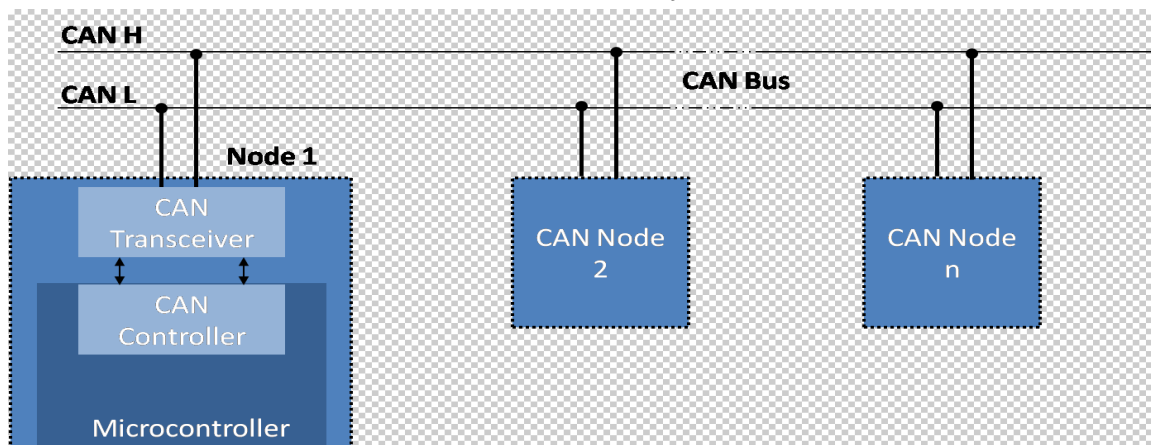 CAN H
CAN Bus
CAN L
Node 1
CAN
Transceiver
CAN
Controller
Microcontroller
CAN Node
2
CAN Node
n